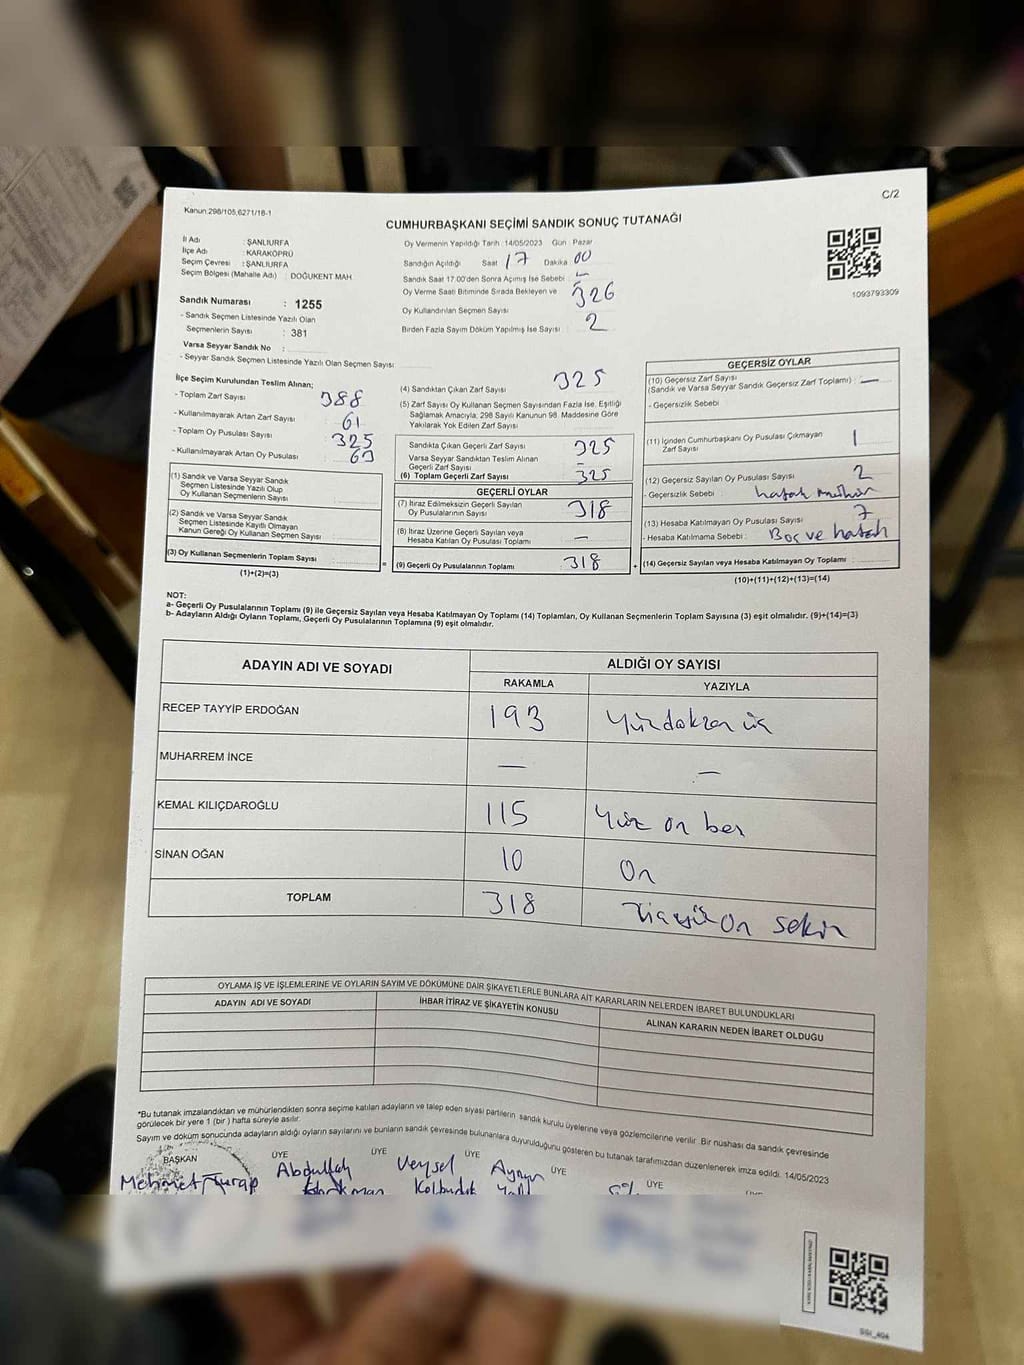 C/2
Kanun:298/105,6271/16-1
CUMHURBAŞKANI SEÇİMİ SANDIK SONUÇ TUTANAĞI
İl Adı : ŞANLIURFA
İlçe Adı : KARAKÖPRÜ
Seçim Çevresi : ŞANLIURFA
Seçim Bölgesi (Mahalle Adı) : DOĞUKENT MAH
Sandık Numarası : 1255
- Sandık Seçmen Listesinde Yazılı Olan
Seçmenlerin Sayısı : 381
Varsa Seyyar Sandık No :
- Seyyar Sandık Seçmen Listesinde Yazılı Olan Seçmen Sayısı:
Oy Vermenin Yapıldığı Tarih : 14/05/2023 Gün : Pazar
Sandığın Açıldığı Saat 17 Dakika 00
Sandık Saat 17.00'den Sonra Açılmış İse Sebebi : -
Oy Verme Saati Bitiminde Sırada Bekleyen ve
Oy Kullandırılan Seçmen Sayısı 326
Birden Fazla Sayım Döküm Yapılmış İse Sayısı 2
1093793309
İlçe Seçim Kurulundan Teslim Alınan;
- Toplam Zarf Sayısı 388
- Kullanılmayarak Artan Zarf Sayısı : 61
- Toplam Oy Pusulası Sayısı 325
- Kullanılmayarak Artan Oy Pusulası : 63
(1) Sandık ve Varsa Seyyar Sandık
Seçmen Listesinde Yazılı Olup
Oy Kullanan Seçmenlerin Sayısı :
(2) Sandık ve Varsa Seyyar Sandık
Seçmen Listesinde Kayıtlı Olmayan
Kanun Gereği Oy Kullanan Seçmen Sayısı :
(3) Oy Kullanan Seçmenlerin Toplam Sayısı :
(1)+(2)=(3)
(4) Sandıktan Çıkan Zarf Sayısı 325
(5) Zarf Sayısı Oy Kullanan Seçmen Sayısından Fazla İse, Eşitliği
Sağlamak Amacıyla; 298 Sayılı Kanunun 98. Maddesine Göre
Yakılarak Yok Edilen Zarf Sayısı
Sandıkta Çıkan Geçerli Zarf Sayısı 325
Varsa Seyyar Sandıktan Teslim Alınan
Geçerli Zarf Sayısı -
(6) Toplam Geçerli Zarf Sayısı 325
GEÇERLİ OYLAR
(7) İtiraz Edilmeksizin Geçerli Sayılan
Oy Pusulalarının Sayısı : 318
(8) İtiraz Üzerine Geçerli Sayılan veya
Hesaba Katılan Oy Pusulası Toplamı : —
(9) Geçerli Oy Pusulalarının Toplamı : 318
GEÇERSİZ OYLAR
(10) Geçersiz Zarf Sayısı
(Sandık ve Varsa Seyyar Sandık Geçersiz Zarf Toplamı) : —
- Geçersizlik Sebebi :
(11) İçinden Cumhurbaşkanı Oy Pusulası Çıkmayan
Zarf Sayısı : 1
(12) Geçersiz Sayılan Oy Pusulası Sayısı : 2
- Geçersizlik Sebebi : hatalı mühür
(13) Hesaba Katılmayan Oy Pusulası Sayısı : 7
- Hesaba Katılmama Sebebi : Boş ve hatalı
(14) Geçersiz Sayılan veya Hesaba Katılmayan Oy Toplamı :
(10)+(11)+(12)+(13)=(14)
NOT:
a- Geçerli Oy Pusulalarının Toplamı (9) ile Geçersiz Sayılan veya Hesaba Katılmayan Oy Toplamı (14) Toplamları, Oy Kullanan Seçmenlerin Toplam Sayısına (3) eşit olmalıdır. (9)+(14)=(3)
b- Adayların Aldığı Oyların Toplamı, Geçerli Oy Pusulalarının Toplamına (9) eşit olmalıdır.
ADAYIN ADI VE SOYADI
ALDIĞI OY SAYISI
RAKAMLA YAZIYLA
RECEP TAYYİP ERDOĞAN 193 Yüzdoksan üç
MUHARREM İNCE — —
KEMAL KILIÇDAROĞLU 115 Yüz on beş
SİNAN OĞAN 10 On
TOPLAM 318 On sekiz
OYLAMA İŞ VE İŞLEMLERİNE VE OYLARIN SAYIM VE DÖKÜMÜNE DAİR ŞİKAYETLERLE BUNLARA AİT KARARLARIN NELERDEN İBARET BULUNDUKLARI
ADAYIN ADI VE SOYADI İHBAR İTİRAZ VE ŞİKAYETİN KONUSU ALINAN KARARIN NEDEN İBARET OLDUĞU
*Bu tutanak imzalandıktan ve mühürlendikten sonra seçime katılan adayların ve talep eden siyasi partilerin sandık kurulu üyelerine veya gözlemcilerine verilir. Bir nüshası da sandık çevresinde
görülecek bir yere 1 (bir ) hafta süreyle asılır.
Sayım ve döküm sonucunda adayların aldığı oyların sayılarını ve bunların sandık çevresinde bulunanlara duyurulduğunu gösteren bu tutanak tarafımızdan düzenlenerek imza edildi. 14/05/2023
BAŞKAN ÜYE ÜYE ÜYE ÜYE ÜYE
Mehmet Turap Abdullah Veysel